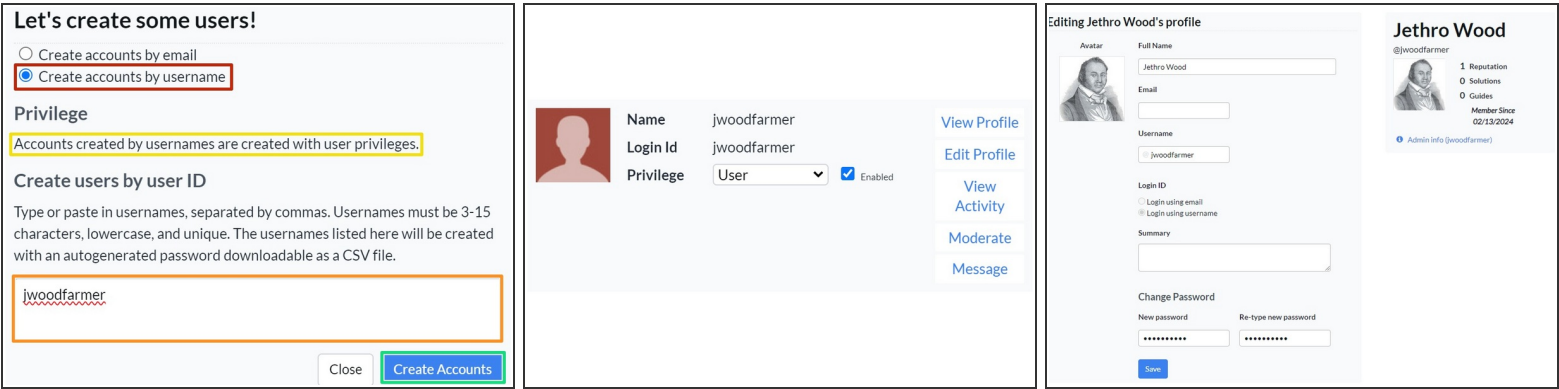 Let's create some users!
Create accounts by email
Create accounts by username
Privilege
Accounts created by usernames are created with user privileges.
Create users by user ID
Type or paste in usernames, separated by commas. Usernames must be 3-15
characters, lowercase, and unique. The usernames listed here will be created
with an autogenerated password downloadable as a CSV file.
jwoodfarmer
Close
Create Accounts
Name jwoodfarmer
Login Id jwoodfarmer
Privilege User Enabled
View Profile
Edit Profile
View
Activity
Moderate
Message
Editing Jethro Wood's profile
Avatar
Full Name
Jethro Wood
Email
Username
jwoodfarmer
Login ID
Login using email
Login using username
Summary
Change Password
New password Re-type new password
•••••••••• ••••••••••
Save
Jethro Wood
@jwoodfarmer
1 Reputation
0 Solutions
0 Guides
Member Since
02/13/2024
Admin info (jwoodfarmer)